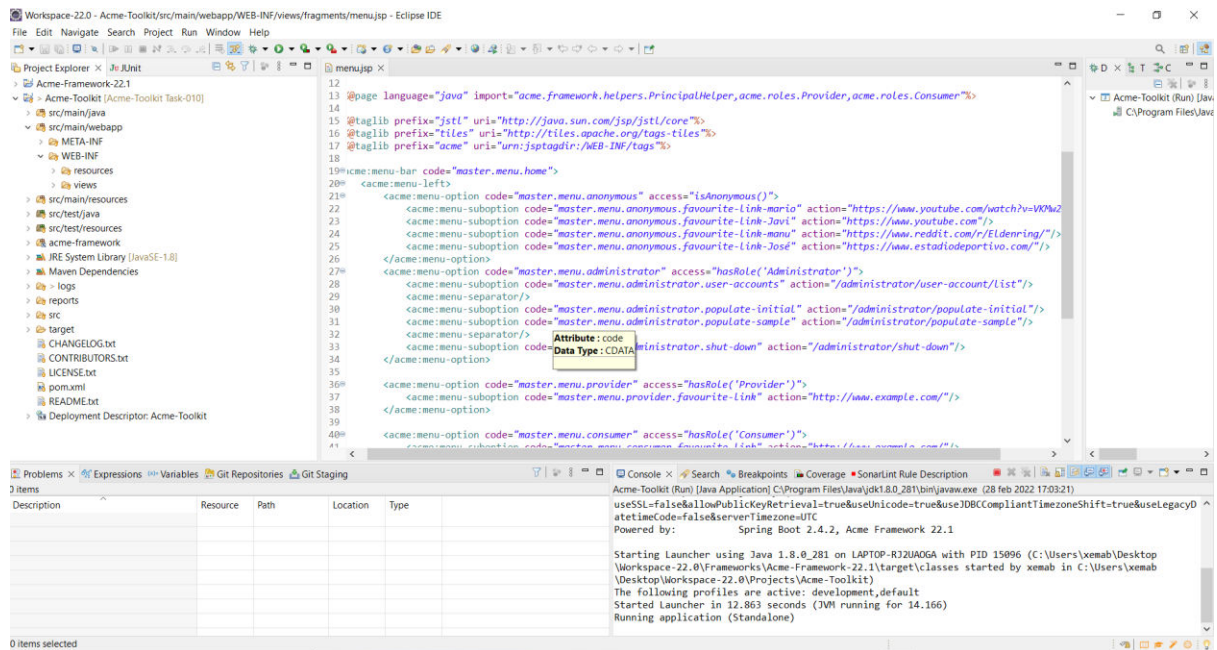 Workspace-22.0 - Acme-Toolkit/src/main/webapp/WEB-INF/views/fragments/menu.jsp - Eclipse IDE
File Edit Navigate Search Project Run Window Help
Project Explorer JUnit
Acme-Framework-22.1
> Acme-Toolkit [Acme-Toolkit Task-010]
src/main/java
src/main/webapp
META-INF
WEB-INF
resources
views
src/main/resources
src/test/java
src/test/resources
acme-framework
JRE System Library [JavaSE-1.8]
Maven Dependencies
> logs
reports
src
target
CHANGELOG.txt
CONTRIBUTORS.txt
LICENSE.txt
pom.xml
README.txt
Deployment Descriptor: Acme-Toolkit
menu.jsp
12
13 @page language="java" import="acme.framework.helpers.PrincipalHelper,acme.roles.Provider,acme.roles.Consumer"%>
14
15 @taglib prefix="jstl" uri="http://java.sun.com/jsp/jstl/core"%>
16 @taglib prefix="tiles" uri="http://tiles.apache.org/tags-tiles"%>
17 @taglib prefix="acme" uri="urn:jsptagdir:/WEB-INF/tags"%>
18
19 cme:menu-bar code="master.menu.home">
20 <acme:menu-left>
21 <acme:menu-option code="master.menu.anonymous" access="isAnonymous()">
22 <acme:menu-suboption code="master.menu.anonymous.favourite-link-mario" action="https://www.youtube.com/watch?v=VKMw2
23 <acme:menu-suboption code="master.menu.anonymous.favourite-link-Javi" action="https://www.youtube.com"/>
24 <acme:menu-suboption code="master.menu.anonymous.favourite-link-manu" action="https://www.reddit.com/r/Eldenring/"/>
25 <acme:menu-suboption code="master.menu.anonymous.favourite-link-José" action="https://www.estadiodeportivo.com/"/>
26 </acme:menu-option>
27 <acme:menu-option code="master.menu.administrator" access="hasRole('Administrator')">
28 <acme:menu-suboption code="master.menu.administrator.user-accounts" action="/administrator/user-account/list"/>
29 <acme:menu-separator/>
30 <acme:menu-suboption code="master.menu.administrator.populate-initial" action="/administrator/populate-initial"/>
31 <acme:menu-suboption code="master.menu.administrator.populate-sample" action="/administrator/populate-sample"/>
32 <acme:menu-separator/>
33 <acme:menu-suboption code= ministrator.shut-down" action="/administrator/shut-down"/>
Attribute : code
Data Type : CDATA
34 </acme:menu-option>
35
36 <acme:menu-option code="master.menu.provider" access="hasRole('Provider')">
37 <acme:menu-suboption code="master.menu.provider.favourite-link" action="http://www.example.com/"/>
38 </acme:menu-option>
39
40 <acme:menu-option code="master.menu.consumer" access="hasRole('Consumer')">
41 <acme:menu-suboption code="master.menu.consumer.favourite-link" action="http://www.example.com/"/>
D T C
Acme-Toolkit (Run) [Jav
C:\Program Files\Java
Problems Expressions Variables Git Repositories Git Staging
0 items
Description Resource Path Location Type
0 items selected
Console Search Breakpoints Coverage SonarLint Rule Description
Acme-Toolkit (Run) [Java Application] C:\Program Files\Java\jdk1.8.0_281\bin\javaw.exe (28 feb 2022 17:03:21)
useSSL=false&allowPublicKeyRetrieval=true&useUnicode=true&useJDBCCompliantTimezoneShift=true&useLegacyD
atetimeCode=false&serverTimezone=UTC
Powered by: Spring Boot 2.4.2, Acme Framework 22.1
Starting Launcher using Java 1.8.0_281 on LAPTOP-RJ2UAOGA with PID 15096 (C:\Users\xemab\Desktop
\Workspace-22.0\Frameworks\Acme-Framework-22.1\target\classes started by xemab in C:\Users\xemab
\Desktop\Workspace-22.0\Projects\Acme-Toolkit)
The following profiles are active: development,default
Started Launcher in 12.863 seconds (JVM running for 14.166)
Running application (Standalone)